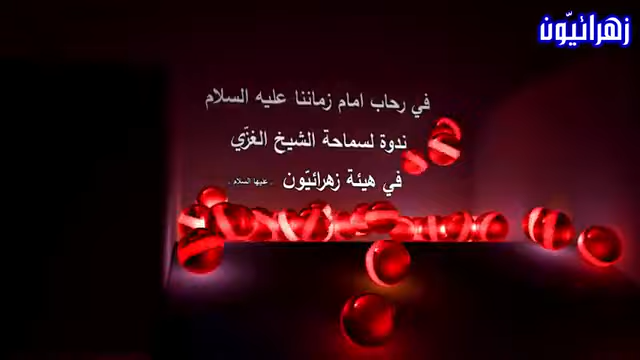 زهرائيّون
في رحاب امام زماننا عليه السلام
ندوة لسماحة الشيخ الغزّي
في هيئة زهرائيّون . عليها السلام .